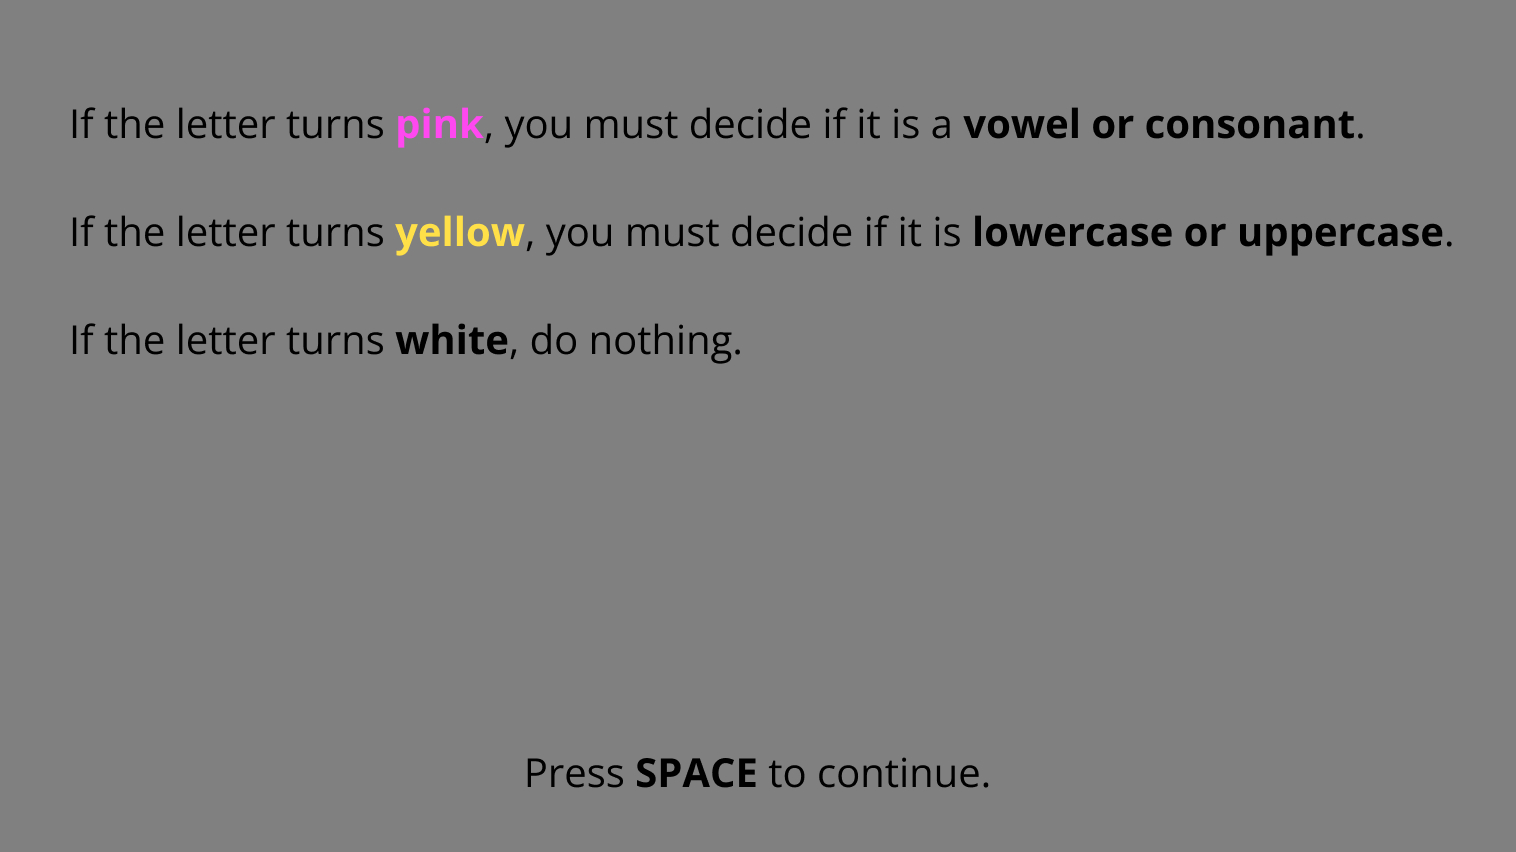 If the letter turns pink, you must decide if it is a vowel or consonant.
If the letter turns yellow, you must decide if it is lowercase or uppercase.
If the letter turns white, do nothing.
Press SPACE to continue.